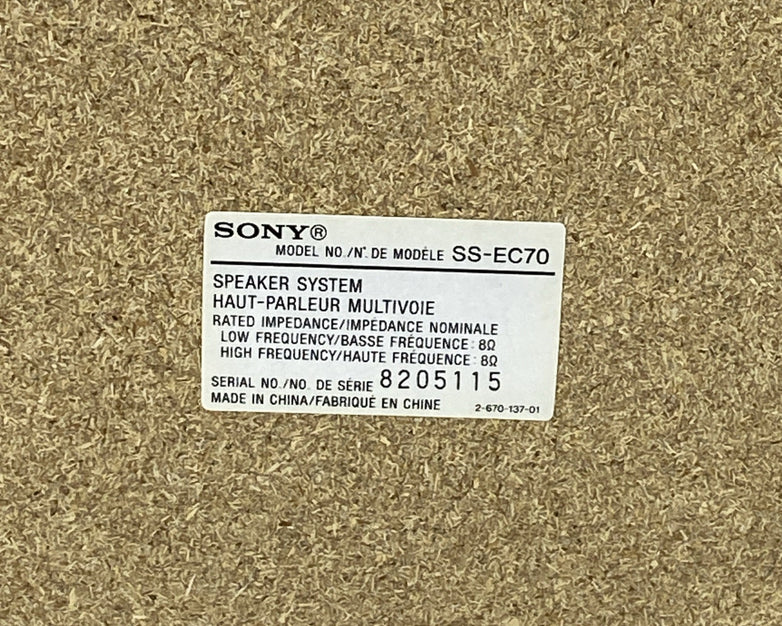 SONY®
MODEL NO./N°. DE MODÈLE SS-EC70
SPEAKER SYSTEM
HAUT-PARLEUR MULTIVOIE
RATED IMPEDANCE/IMPÉDANCE NOMINALE
LOW FREQUENCY/BASSE FRÉQUENCE: 8Ω
HIGH FREQUENCY/HAUTE FRÉQUENCE: 8Ω
SERIAL NO./NO. DE SÉRIE 8205115
MADE IN CHINA/FABRIQUÉ EN CHINE 2-670-137-01